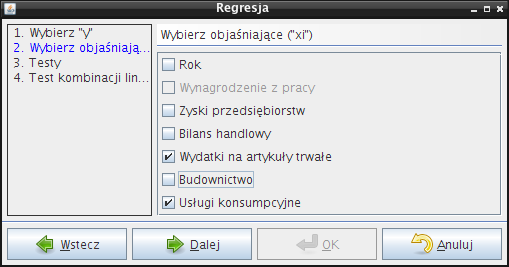 Regresja
1. Wybierz "y"
2. Wybierz objaśniają...
3. Testy
4. Test kombinacji lin...
Wybierz objaśniające ("xi")
Rok
Wynagrodzenie z pracy
Zyski przedsiębiorstw
Bilans handlowy
Wydatki na artykuły trwałe
Budownictwo
Usługi konsumpcyjne
Wstecz
Dalej
OK
Anuluj